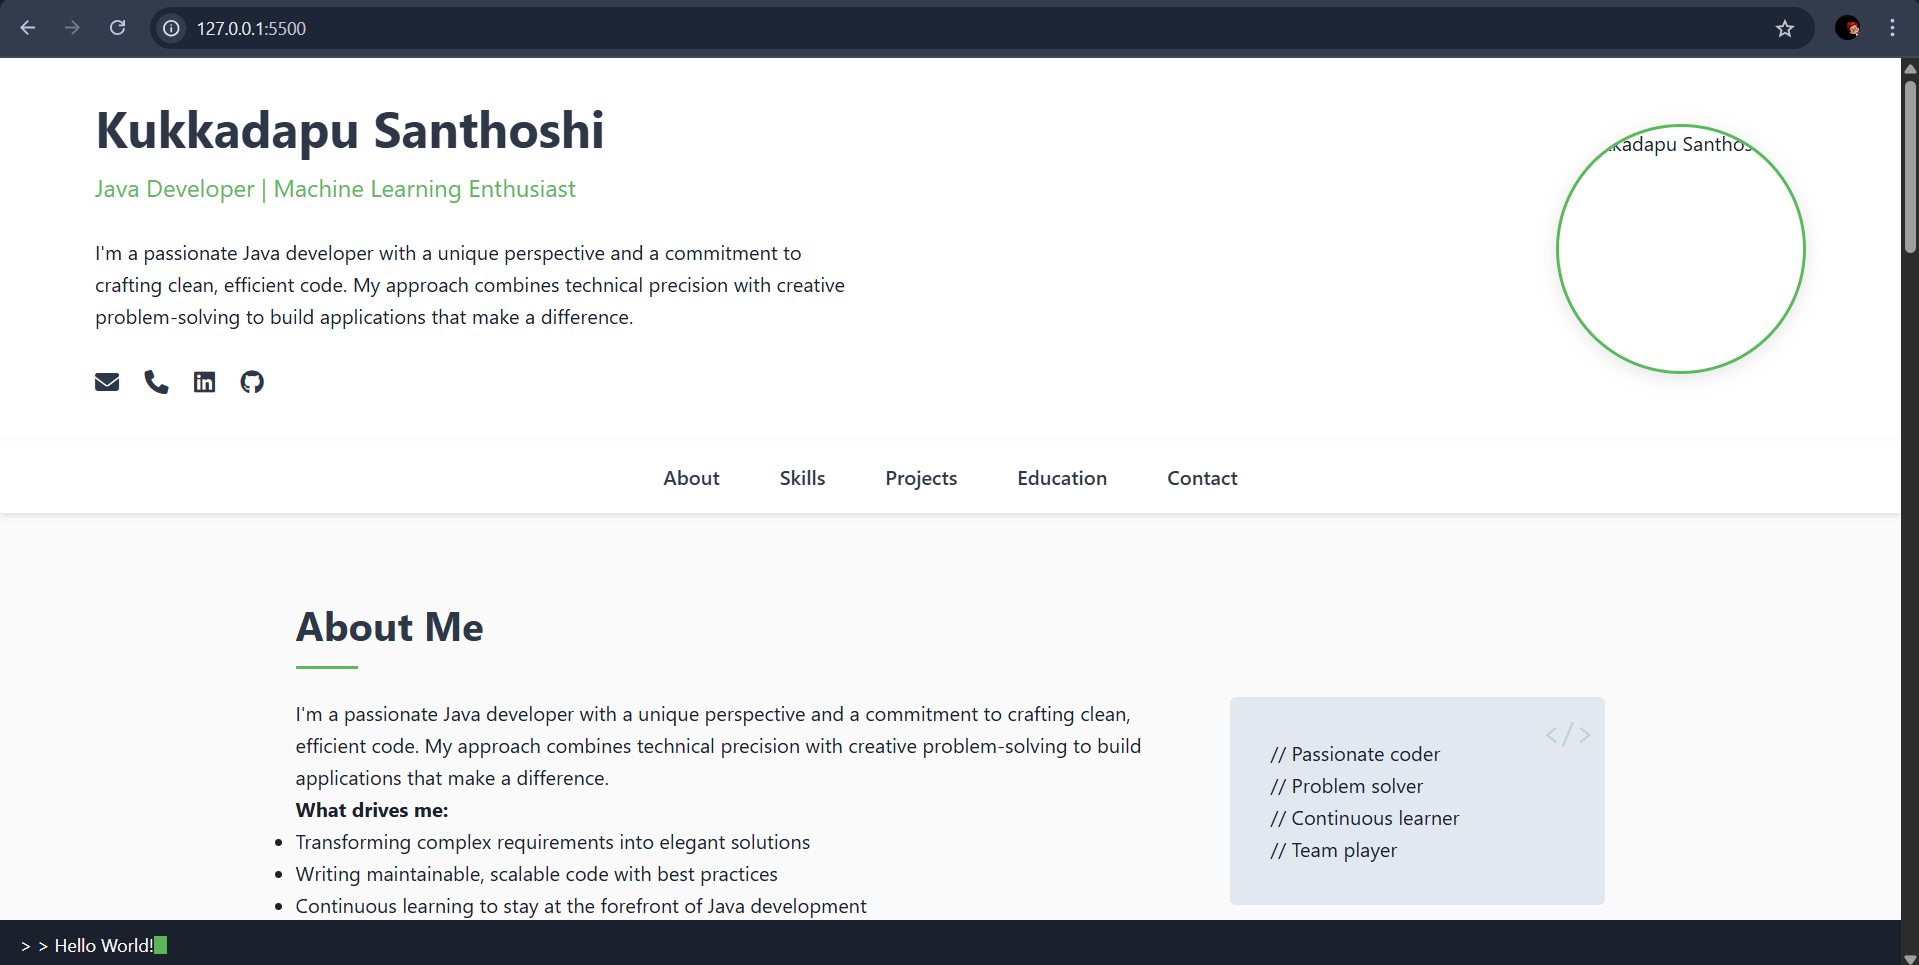 127.0.0.1:5500
Kukkadapu Santhoshi
Java Developer | Machine Learning Enthusiast
kadapu Santhos
I'm a passionate Java developer with a unique perspective and a commitment to
crafting clean, efficient code. My approach combines technical precision with creative
problem-solving to build applications that make a difference.
About Skills Projects Education Contact
About Me
I'm a passionate Java developer with a unique perspective and a commitment to crafting clean,
efficient code. My approach combines technical precision with creative problem-solving to build
applications that make a difference.
What drives me:
• Transforming complex requirements into elegant solutions
• Writing maintainable, scalable code with best practices
• Continuous learning to stay at the forefront of Java development
</>
// Passionate coder
// Problem solver
// Continuous learner
// Team player
> > Hello World!